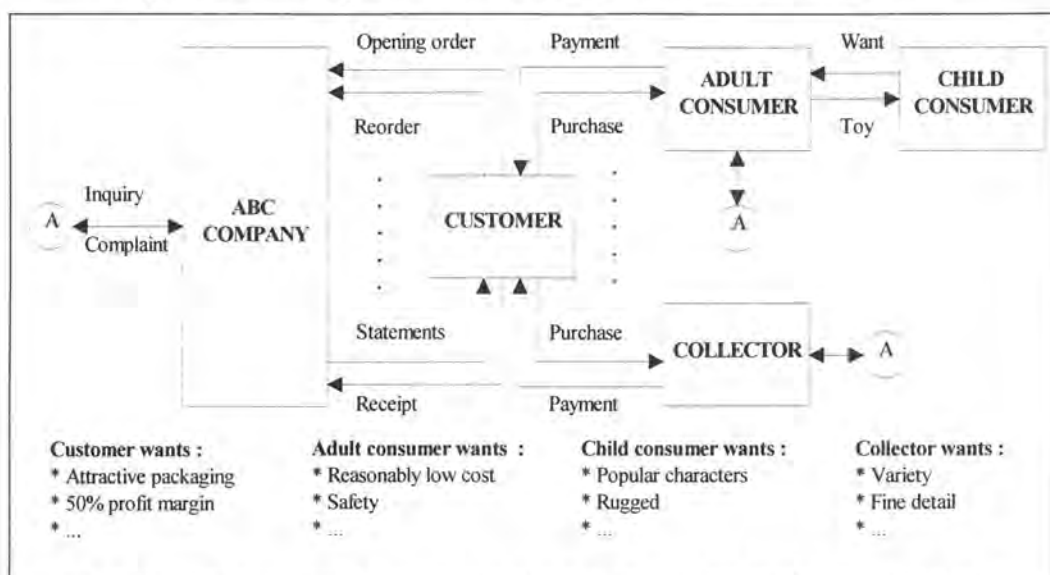 Opening order
Payment
Want
ADULT
CONSUMER
CHILD
CONSUMER
Reorder
Purchase
Toy
Inquiry
A
Complaint
ABC
COMPANY
CUSTOMER
A
Statements
Purchase
COLLECTOR
A
Receipt
Payment
Customer wants :
* Attractive packaging
* 50% profit margin
* ...
Adult consumer wants :
* Reasonably low cost
* Safety
* ...
Child consumer wants :
* Popular characters
* Rugged
* ...
Collector wants :
* Variety
* Fine detail
* ...